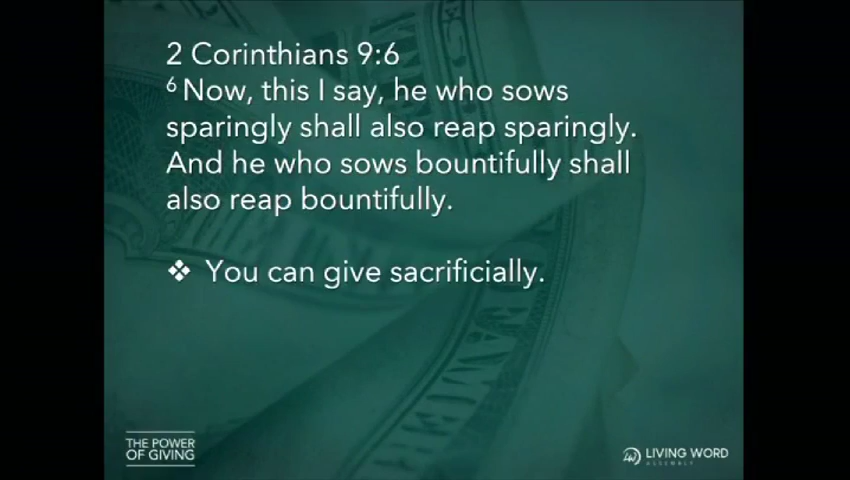 2 Corinthians 9:6
6 Now, this I say, he who sows
sparingly shall also reap sparingly.
And he who sows bountifully shall
also reap bountifully.
❖ You can give sacrificially.
THE POWER
OF GIVING
LIVING WORD
ASSEMBLY